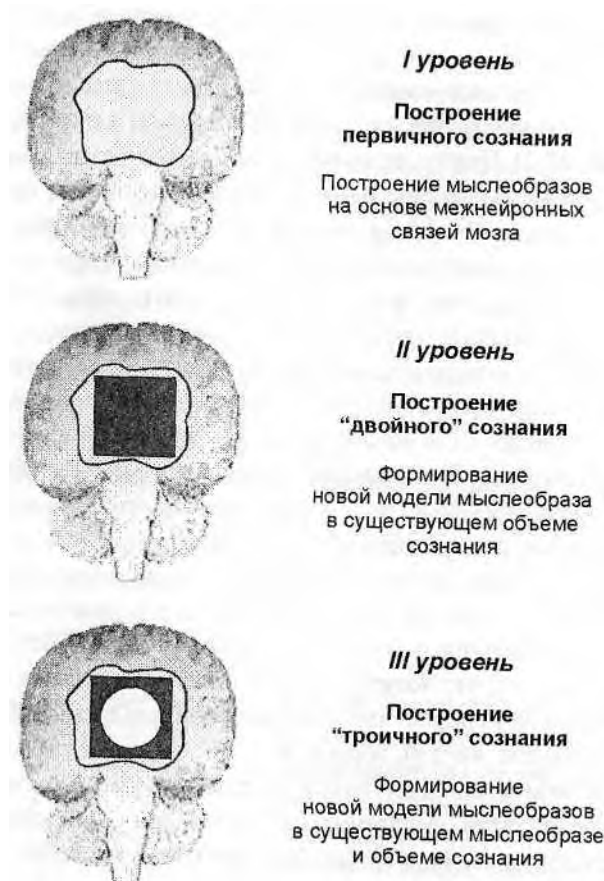 I уровень
Построение
первичного сознания
Построение мыслеобразов
на основе межнейронных
связей мозга
II уровень
Построение
“двойного” сознания
Формирование
новой модели мыслеобраза
в существующем объеме
сознания
III уровень
Построение
“троичного” сознания
Формирование
новой модели мыслеобразов
в существующем мыслеобразе
и объеме сознания